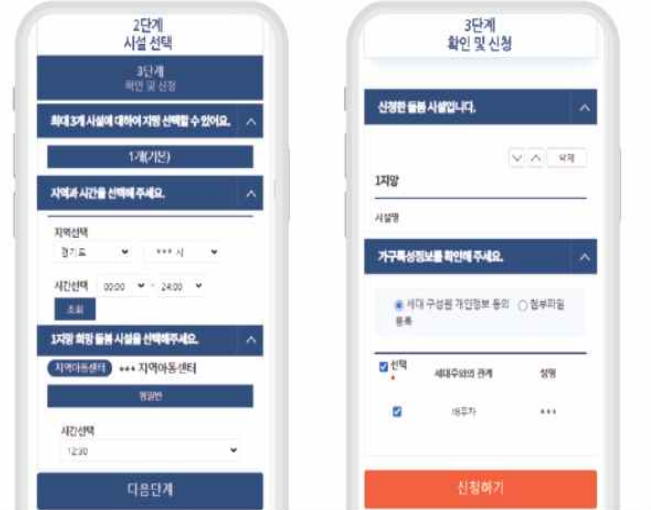 2단계
시설 선택
3단계
확인 및 신청
최대 3개 시설에 대하여 지망 선택할 수 있어요.
1개(기본)
지역과 시간을 선택해 주세요.
지역선택
경기도 *** 시
시간선택 00:00 - 24:00
조회
1지망 희망 돌봄 시설을 선택해주세요.
지역아동센터 *** 지역아동센터
시간선택
12:30
다음단계
3단계
확인 및 신청
신청한 돌봄 시설입니다.
삭제
1지망
시설명
가구특성정보를 확인해 주세요.
세대 구성원 개인정보 동의 첨부파일
등록
선택 세대주와의 관계 성명
*
배우자 ***
신청하기